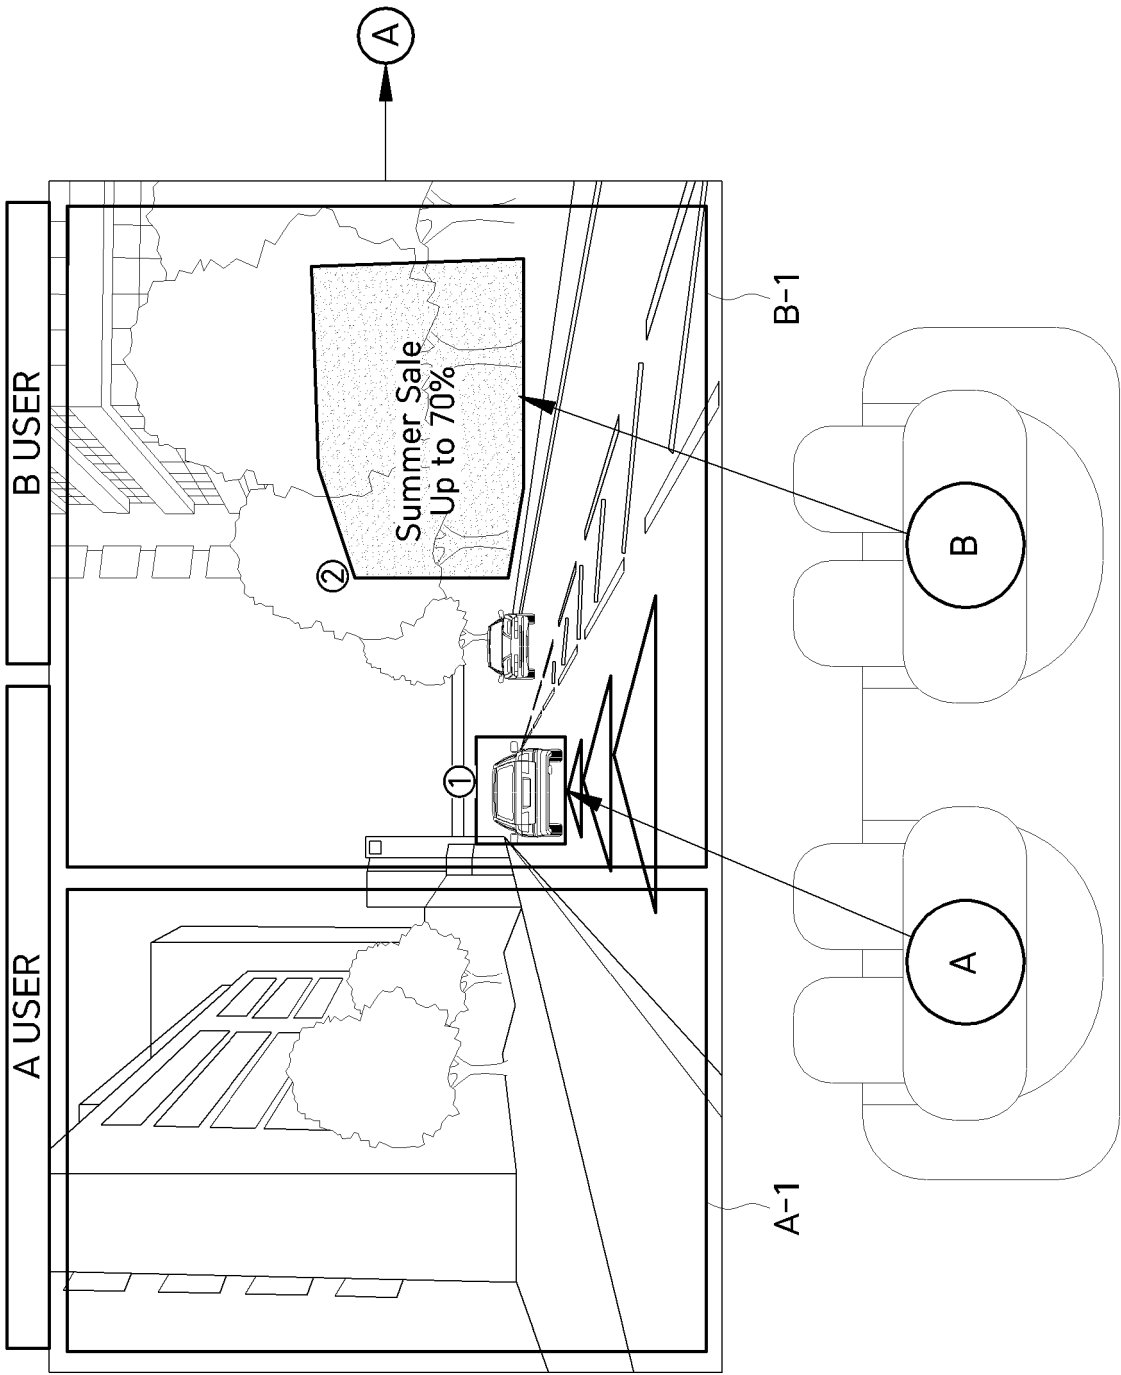 A USER
B USER
A
①
②
Summer Sale
Up to 70%
A-1
B-1
A
B